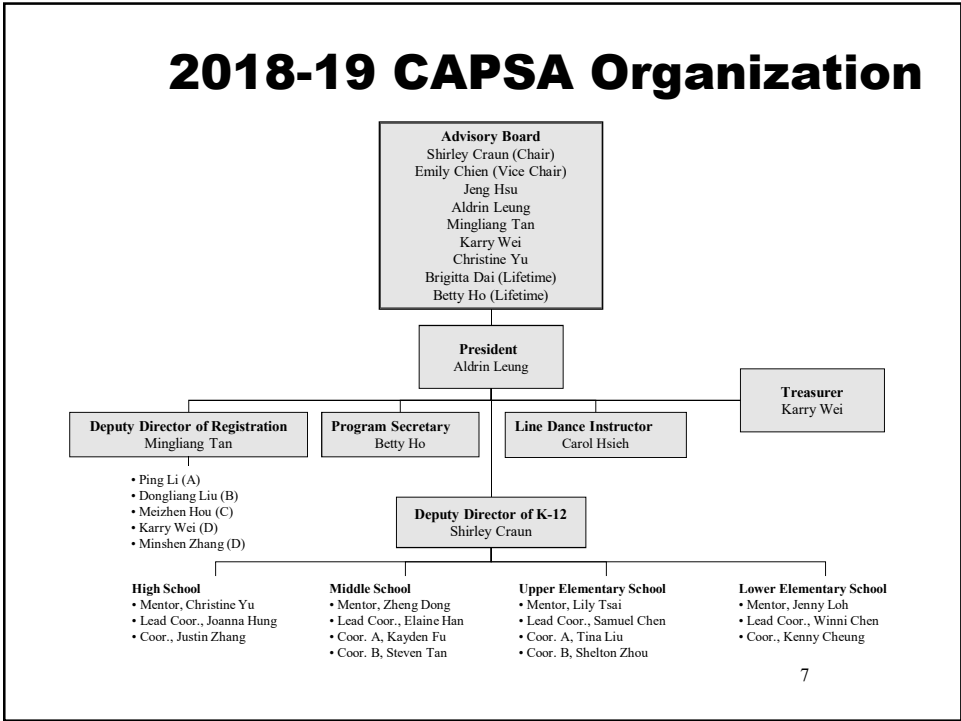 2018-19 CAPSA Organization
Advisory Board
Shirley Craun (Chair)
Emily Chien (Vice Chair)
Jeng Hsu
Aldrin Leung
Mingliang Tan
Karry Wei
Christine Yu
Brigitta Dai (Lifetime)
Betty Ho (Lifetime)
President
Aldrin Leung
Treasurer
Karry Wei
Deputy Director of Registration
Mingliang Tan
Program Secretary
Betty Ho
Line Dance Instructor
Carol Hsieh
• Ping Li (A)
• Dongliang Liu (B)
• Meizhen Hou (C)
• Karry Wei (D)
• Minshen Zhang (D)
Deputy Director of K-12
Shirley Craun
High School
• Mentor, Christine Yu
• Lead Coor., Joanna Hung
• Coor., Justin Zhang
Middle School
• Mentor, Zheng Dong
• Lead Coor., Elaine Han
• Coor. A, Kayden Fu
• Coor. B, Steven Tan
Upper Elementary School
• Mentor, Lily Tsai
• Lead Coor., Samuel Chen
• Coor. A, Tina Liu
• Coor. B, Shelton Zhou
Lower Elementary School
• Mentor, Jenny Loh
• Lead Coor., Winni Chen
• Coor., Kenny Cheung
7